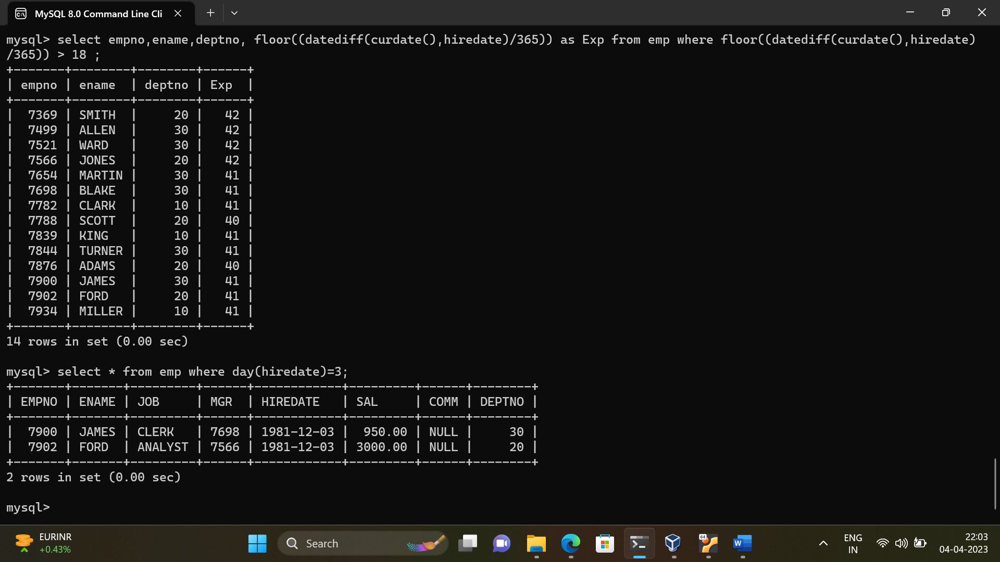 MySQL 8.0 Command Line Cli
mysql> select empno,ename,deptno, floor((datediff(curdate(),hiredate)/365)) as Exp from emp where floor((datediff(curdate(),hiredate)
/365)) > 18 ;
+-------+--------+--------+------+
| empno | ename  | deptno | Exp  |
+-------+--------+--------+------+
|  7369 | SMITH  |     20 |   42 |
|  7499 | ALLEN  |     30 |   42 |
|  7521 | WARD   |     30 |   42 |
|  7566 | JONES  |     20 |   42 |
|  7654 | MARTIN |     30 |   41 |
|  7698 | BLAKE  |     30 |   41 |
|  7782 | CLARK  |     10 |   41 |
|  7788 | SCOTT  |     20 |   40 |
|  7839 | KING   |     10 |   41 |
|  7844 | TURNER |     30 |   41 |
|  7876 | ADAMS  |     20 |   40 |
|  7900 | JAMES  |     30 |   41 |
|  7902 | FORD   |     20 |   41 |
|  7934 | MILLER |     10 |   41 |
+-------+--------+--------+------+
14 rows in set (0.00 sec)
mysql> select * from emp where day(hiredate)=3;
+-------+-------+---------+------+------------+---------+------+--------+
| EMPNO | ENAME | JOB     | MGR  | HIREDATE   | SAL     | COMM | DEPTNO |
+-------+-------+---------+------+------------+---------+------+--------+
|  7900 | JAMES | CLERK   | 7698 | 1981-12-03 |  950.00 | NULL |     30 |
|  7902 | FORD  | ANALYST | 7566 | 1981-12-03 | 3000.00 | NULL |     20 |
+-------+-------+---------+------+------------+---------+------+--------+
2 rows in set (0.00 sec)
mysql>
EURINR
+0.43%
Search
64
W
ENG
IN
22:03
04-04-2023